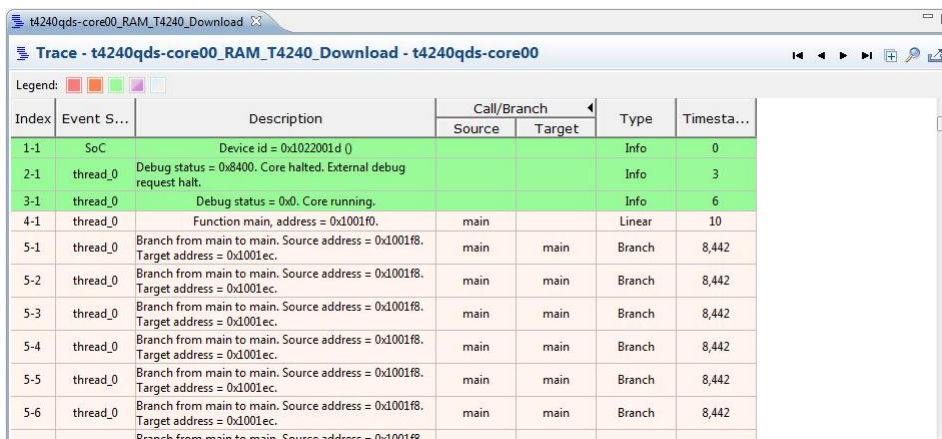 t4240qds-core00_RAM_T4240_Download
Trace - t4240qds-core00_RAM_T4240_Download - t4240qds-core00
Legend:
Index Event S... Description Call/Branch Type Timesta...
Source Target
1-1 SoC Device id = 0x1022001d () Info 0
2-1 thread_0 Debug status = 0x8400. Core halted. External debug request halt. Info 3
3-1 thread_0 Debug status = 0x0. Core running. Info 6
4-1 thread_0 Function main, address = 0x1001f0. main Linear 10
5-1 thread_0 Branch from main to main. Source address = 0x1001f8. Target address = 0x1001ec. main main Branch 8,442
5-2 thread_0 Branch from main to main. Source address = 0x1001f8. Target address = 0x1001ec. main main Branch 8,442
5-3 thread_0 Branch from main to main. Source address = 0x1001f8. Target address = 0x1001ec. main main Branch 8,442
5-4 thread_0 Branch from main to main. Source address = 0x1001f8. Target address = 0x1001ec. main main Branch 8,442
5-5 thread_0 Branch from main to main. Source address = 0x1001f8. Target address = 0x1001ec. main main Branch 8,442
5-6 thread_0 Branch from main to main. Source address = 0x1001f8. Target address = 0x1001ec. main main Branch 8,442
Branch from main to main. Source address = 0x1001f8.